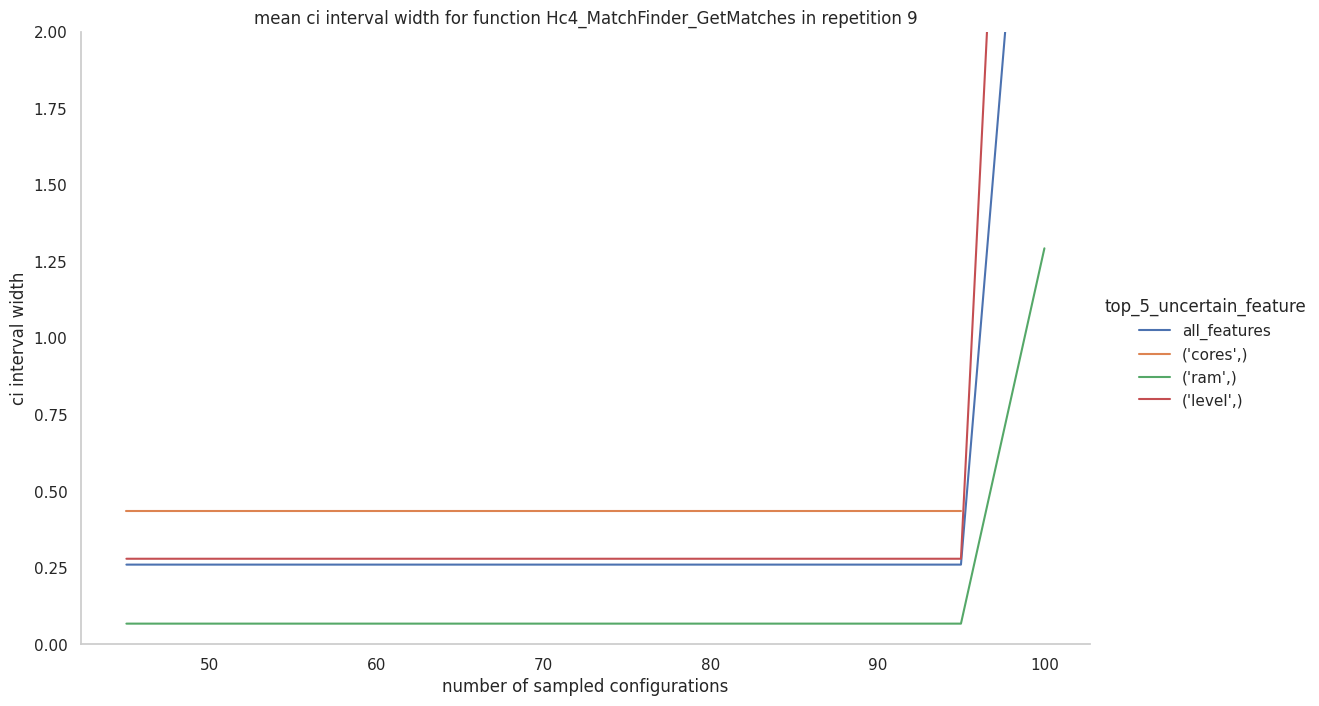 mean ci interval width for function Hc4_MatchFinder_GetMatches in repetition 9
2.00
1.75
1.50
1.25
1.00
0.75
0.50
0.25
0.00
ci interval width
50
60
70
80
90
100
number of sampled configurations
top_5_uncertain_feature
all_features
('cores',)
('ram',)
('level',)